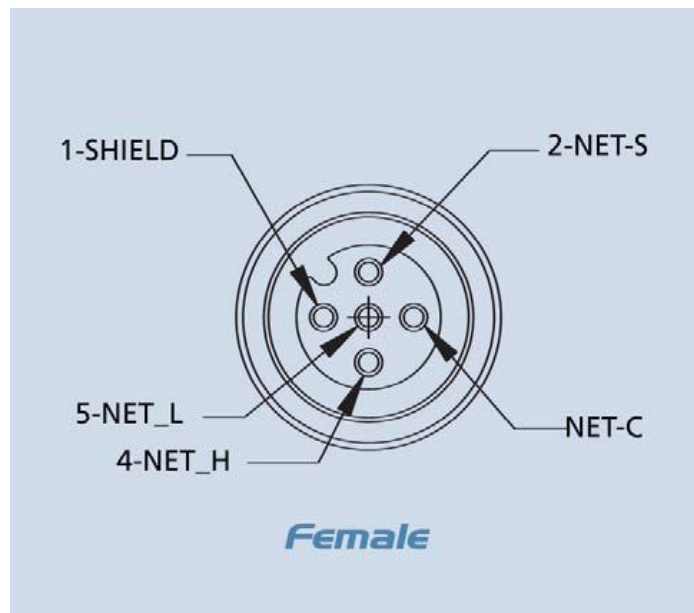 1-SHIELD
2-NET-S
5-NET_L
NET-C
4-NET_H
Female